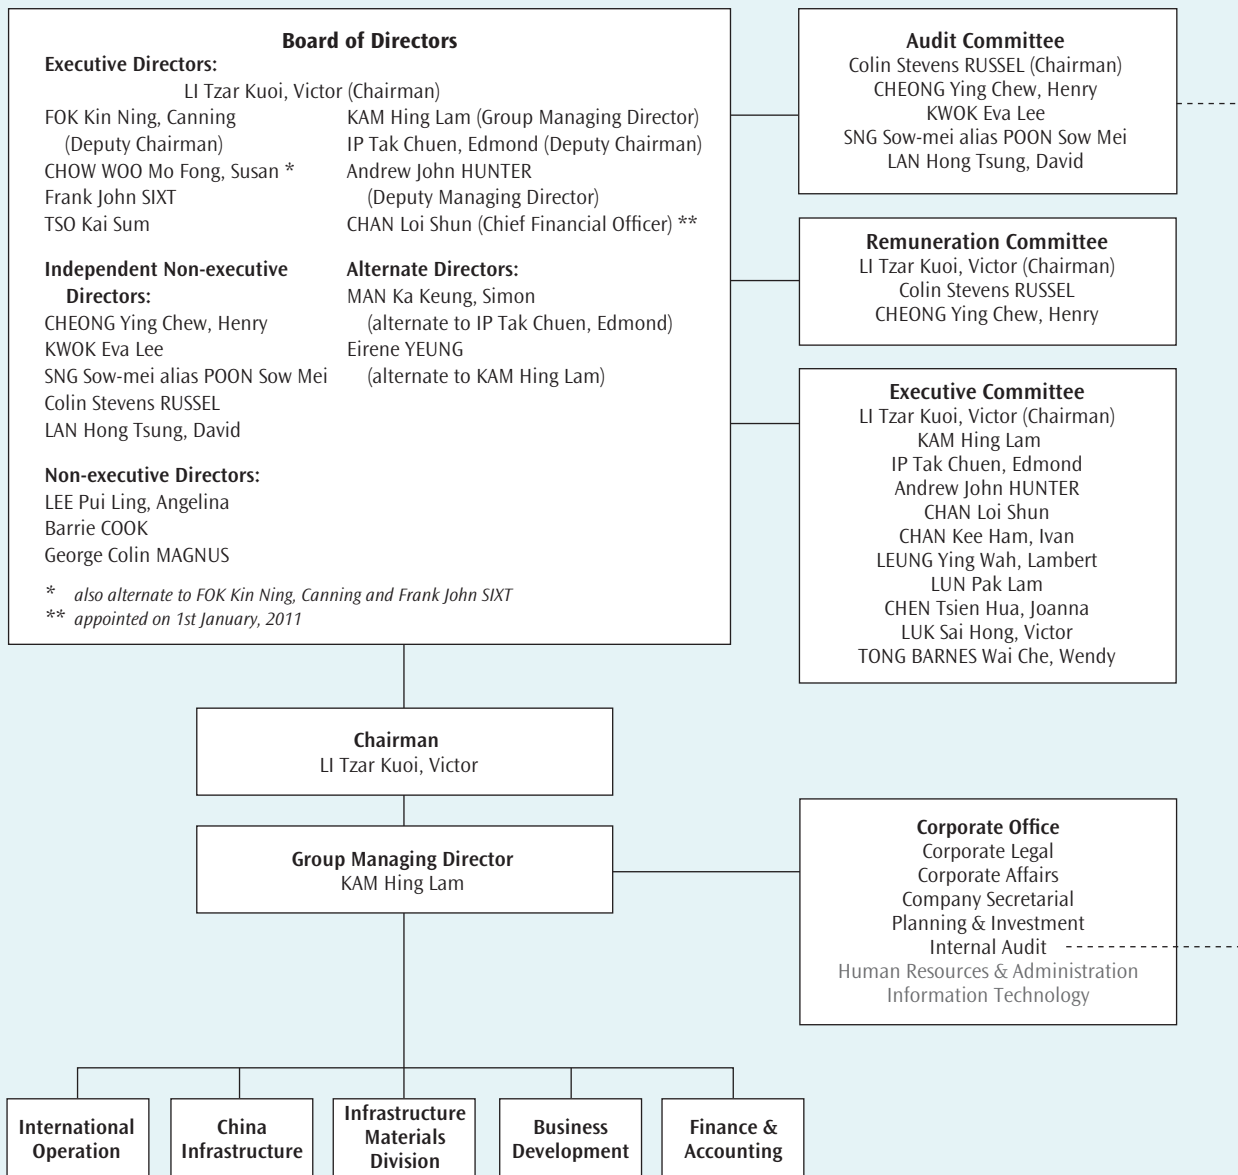 Board of Directors
Executive Directors:
LI Tzar Kuoi, Victor (Chairman)
FOK Kin Ning, Canning
(Deputy Chairman)
CHOW WOO Mo Fong, Susan *
Frank John SIXT
TSO Kai Sum
KAM Hing Lam (Group Managing Director)
IP Tak Chuen, Edmond (Deputy Chairman)
Andrew John HUNTER
(Deputy Managing Director)
CHAN Loi Shun (Chief Financial Officer) **
Independent Non-executive
Directors:
CHEONG Ying Chew, Henry
KWOK Eva Lee
SNG Sow-mei alias POON Sow Mei
Colin Stevens RUSSEL
LAN Hong Tsung, David
Alternate Directors:
MAN Ka Keung, Simon
(alternate to IP Tak Chuen, Edmond)
Eirene YEUNG
(alternate to KAM Hing Lam)
Non-executive Directors:
LEE Pui Ling, Angelina
Barrie COOK
George Colin MAGNUS
* also alternate to FOK Kin Ning, Canning and Frank John SIXT
** appointed on 1st January, 2011
Audit Committee
Colin Stevens RUSSEL (Chairman)
CHEONG Ying Chew, Henry
KWOK Eva Lee
SNG Sow-mei alias POON Sow Mei
LAN Hong Tsung, David
Remuneration Committee
LI Tzar Kuoi, Victor (Chairman)
Colin Stevens RUSSEL
CHEONG Ying Chew, Henry
Executive Committee
LI Tzar Kuoi, Victor (Chairman)
KAM Hing Lam
IP Tak Chuen, Edmond
Andrew John HUNTER
CHAN Loi Shun
CHAN Kee Ham, Ivan
LEUNG Ying Wah, Lambert
LUN Pak Lam
CHEN Tsien Hua, Joanna
LUK Sai Hong, Victor
TONG BARNES Wai Che, Wendy
Chairman
LI Tzar Kuoi, Victor
Group Managing Director
KAM Hing Lam
Corporate Office
Corporate Legal
Corporate Affairs
Company Secretarial
Planning & Investment
Internal Audit
Human Resources & Administration
Information Technology
International
Operation
China
Infrastructure
Infrastructure
Materials
Division
Business
Development
Finance &
Accounting